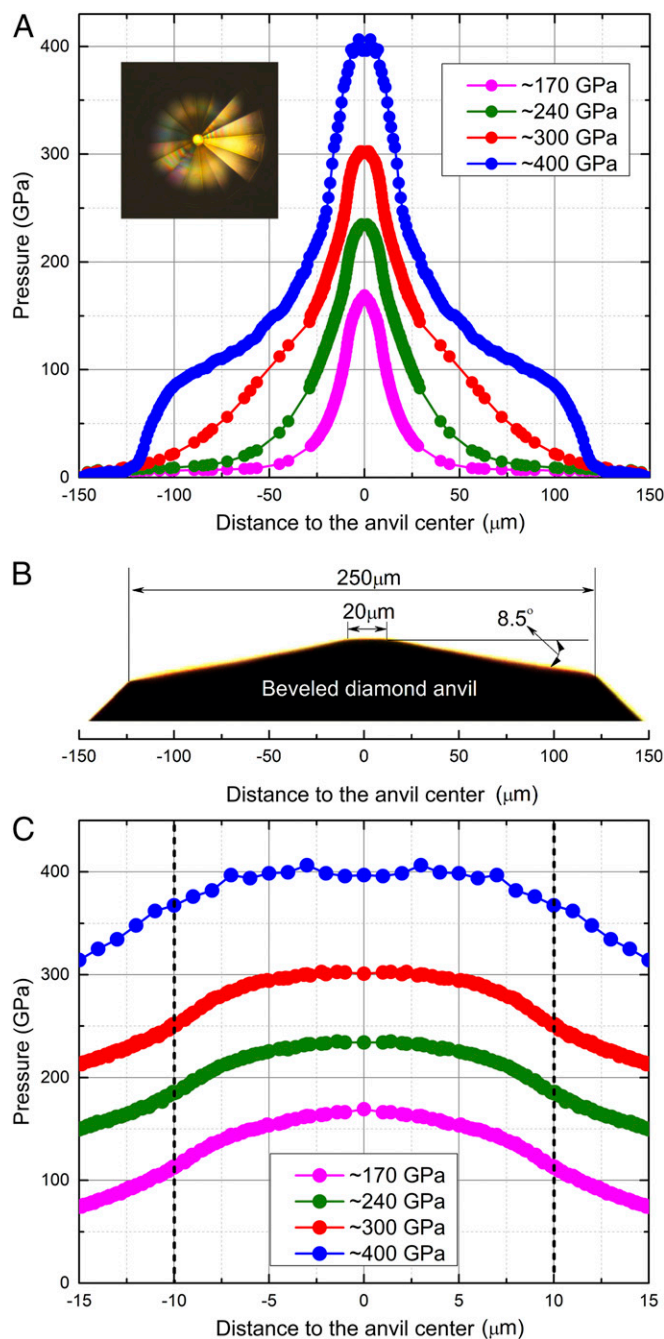 A
400
300
200
100
0
Pressure (GPa)
~170 GPa
~240 GPa
~300 GPa
~400 GPa
-150 -100 -50 0 50 100 150
Distance to the anvil center (μm)
B
250μm
20μm
8.5°
Beveled diamond anvil
-150 -100 -50 0 50 100 150
Distance to the anvil center (μm)
C
400
300
200
100
0
Pressure (GPa)
~170 GPa
~240 GPa
~300 GPa
~400 GPa
-15 -10 -5 0 5 10 15
Distance to the anvil center (μm)